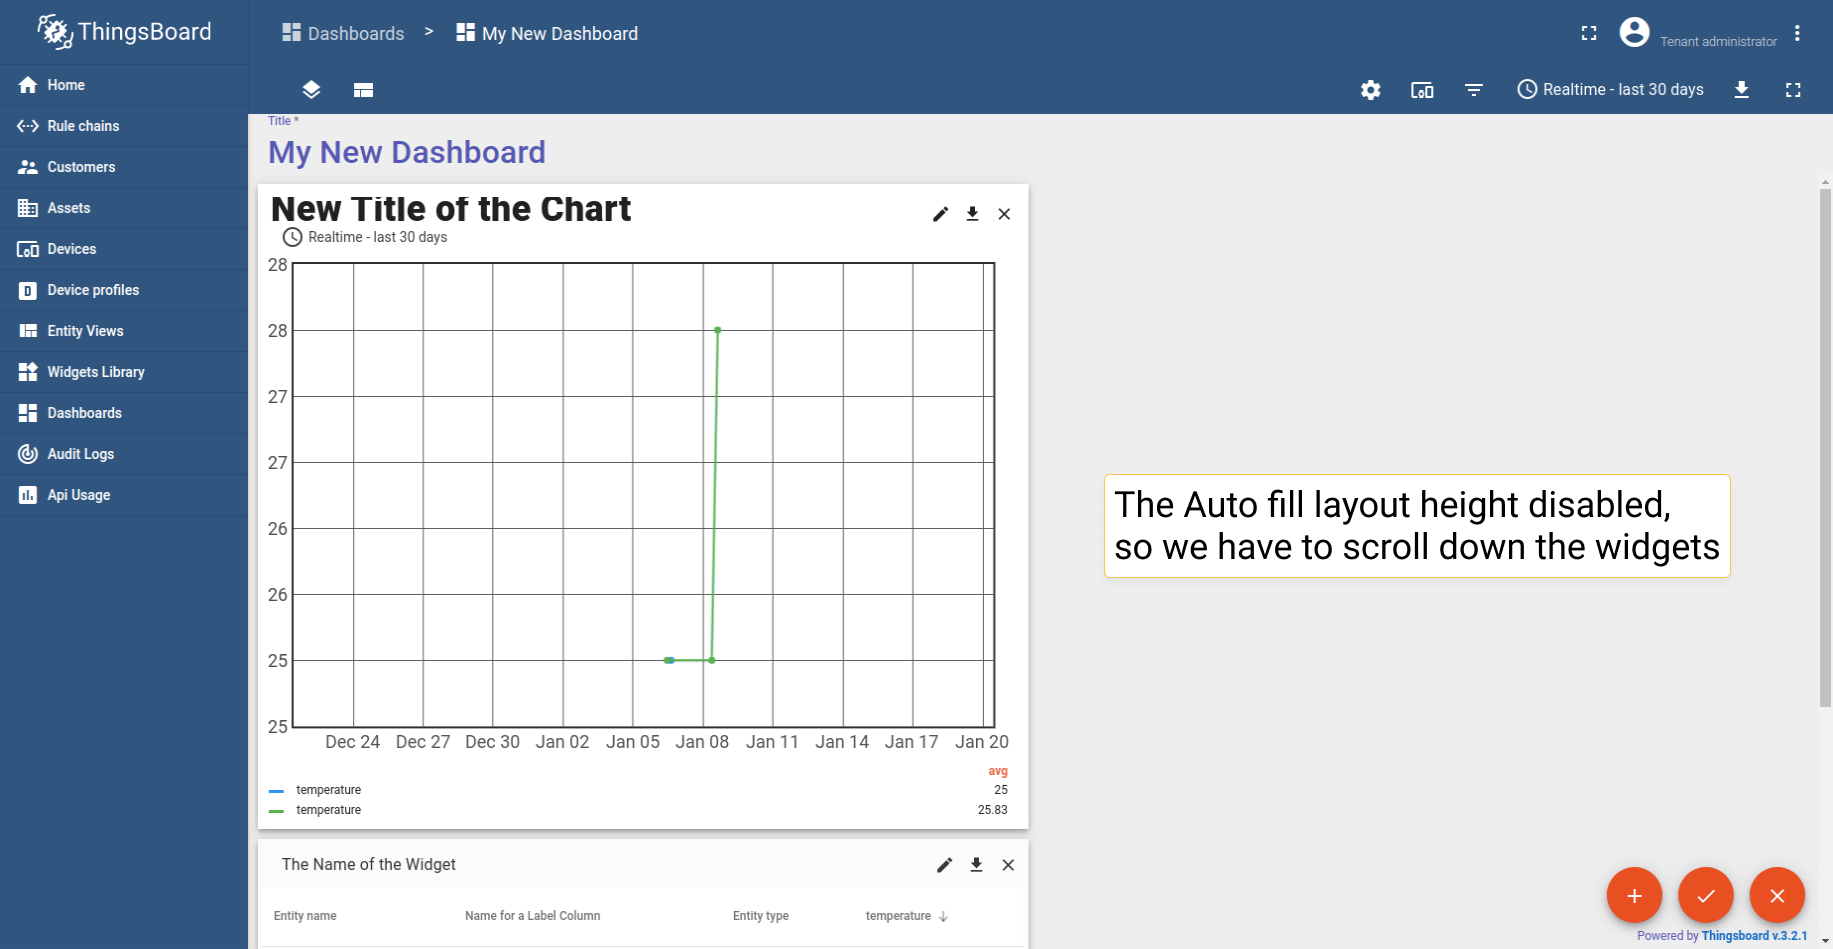 ThingsBoard
Dashboards > My New Dashboard
Tenant administrator
Realtime - last 30 days
Home
Rule chains
Customers
Assets
Devices
Device profiles
Entity Views
Widgets Library
Dashboards
Audit Logs
Api Usage
Title *
My New Dashboard
New Title of the Chart
Realtime - last 30 days
28
28
27
27
26
26
25
25
Dec 24 Dec 27 Dec 30 Jan 02 Jan 05 Jan 08 Jan 11 Jan 14 Jan 17 Jan 20
avg
temperature 25
temperature 25.83
The Auto fill layout height disabled,
so we have to scroll down the widgets
The Name of the Widget
Entity name Name for a Label Column Entity type temperature
Powered by Thingsboard v.3.2.1